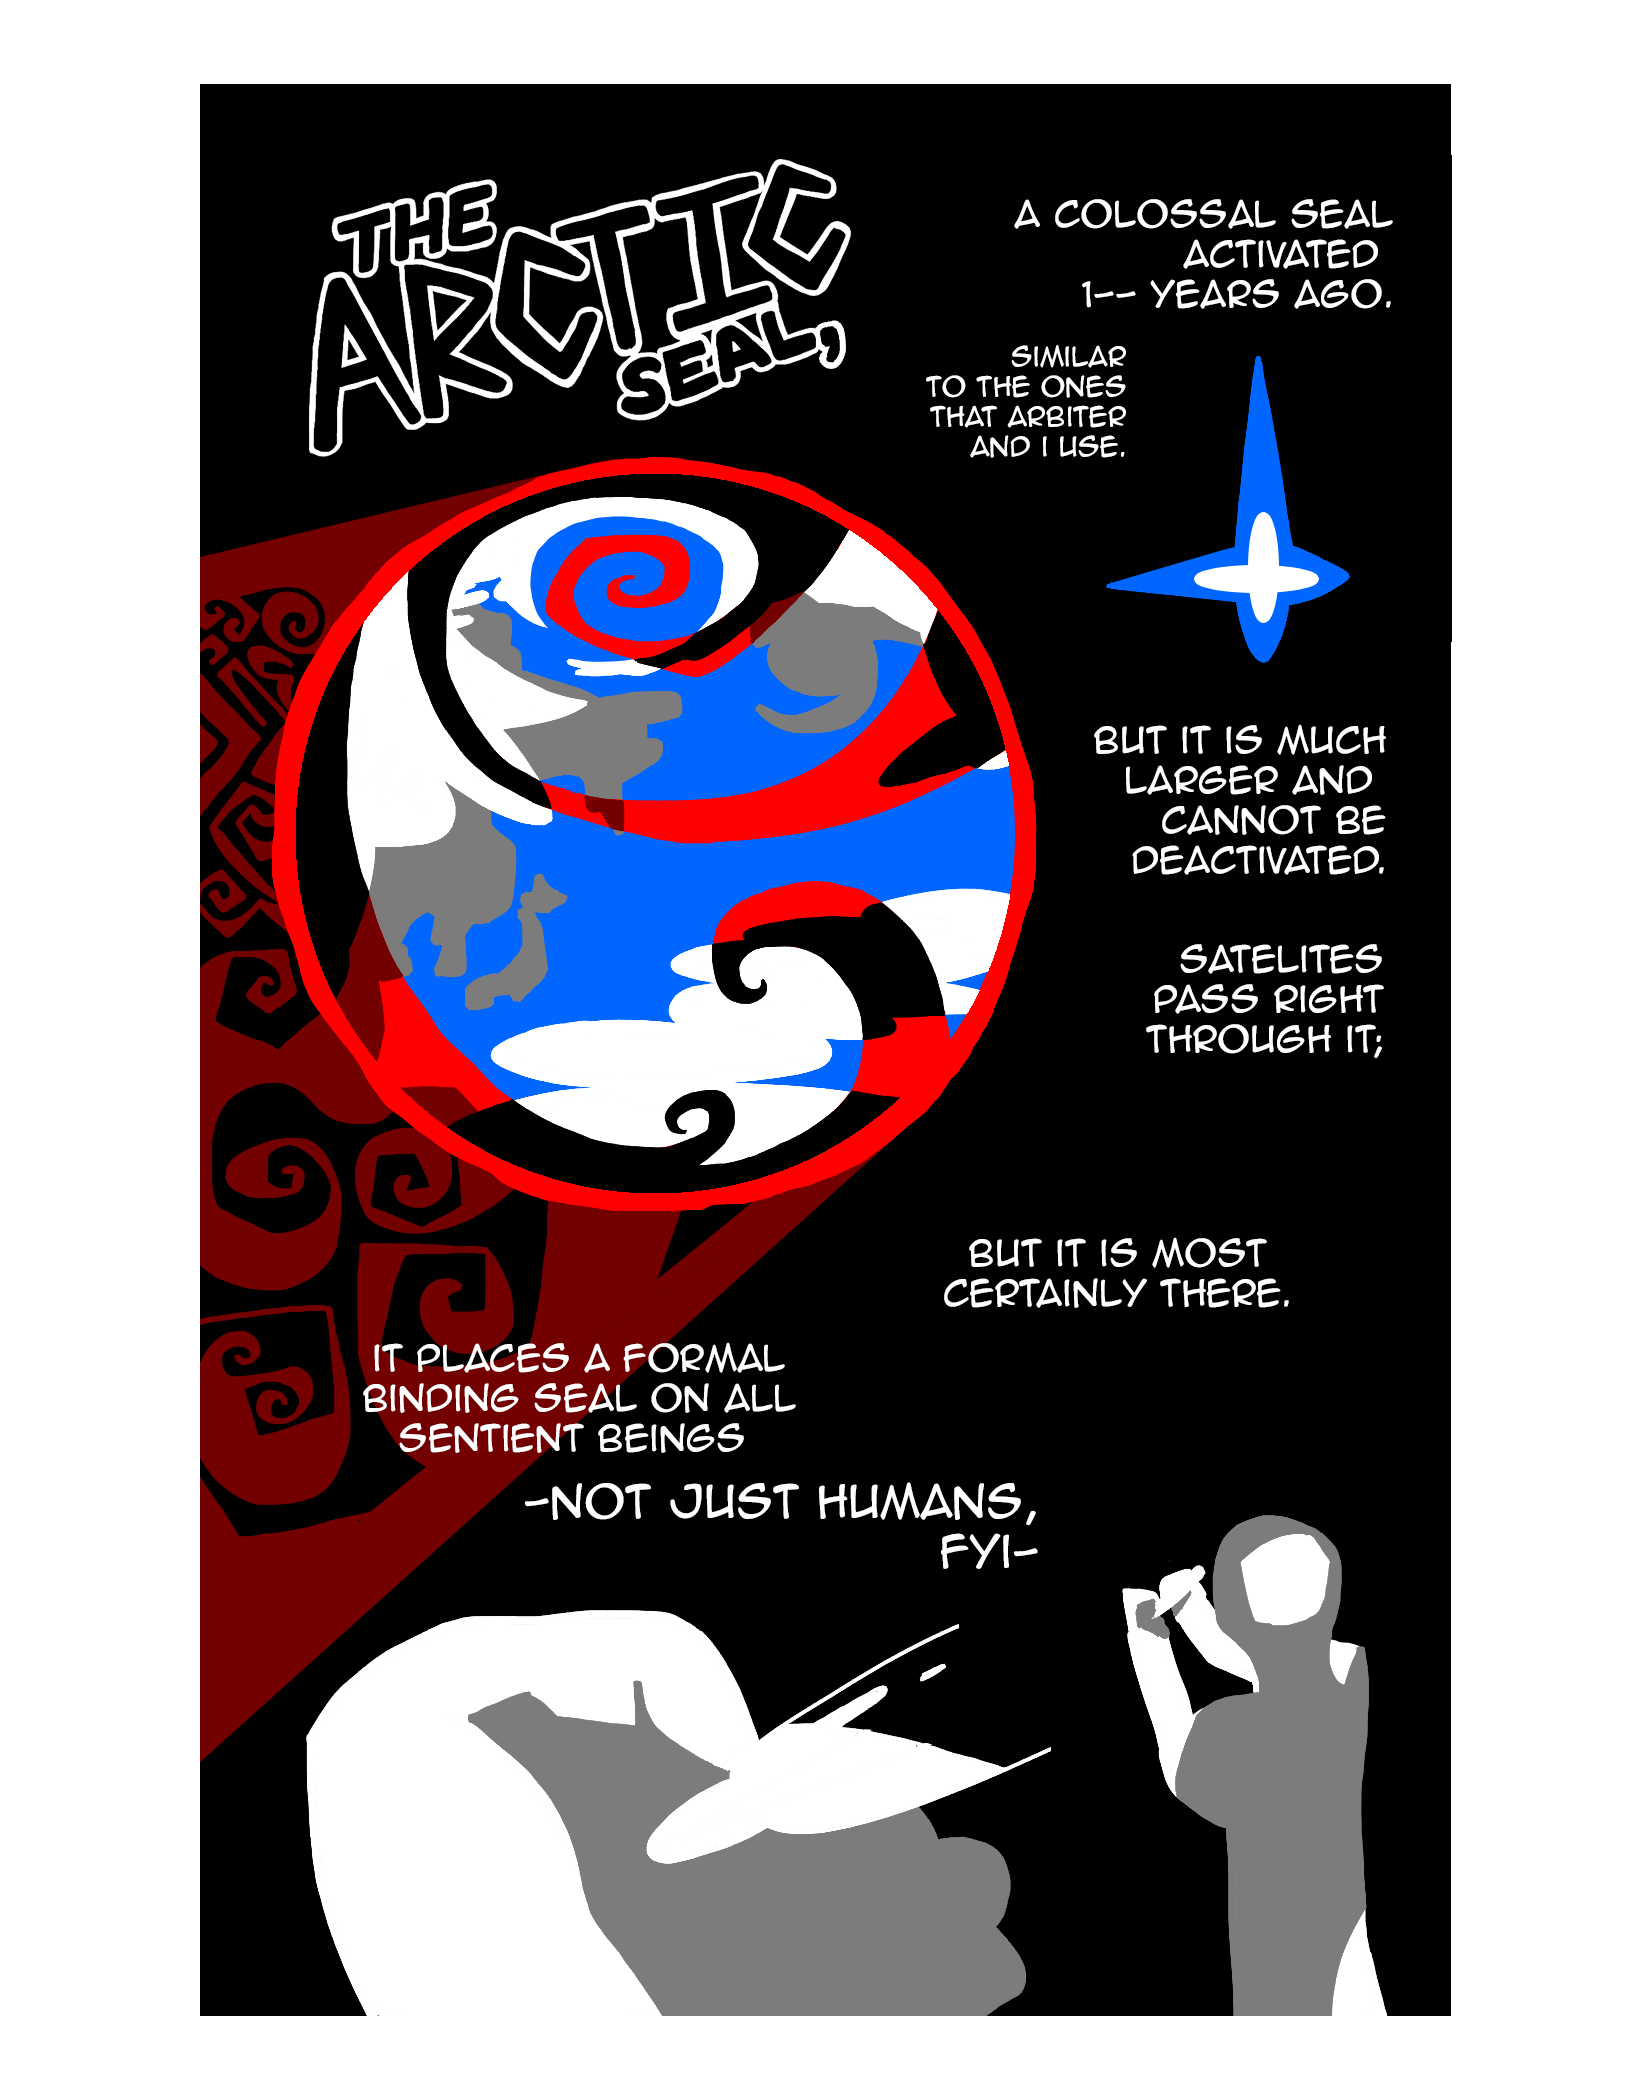 THE
ARCTIC
SEAL,
A COLOSSAL SEAL
ACTIVATED
1-- YEARS AGO.
SIMILAR
TO THE ONES
THAT ARBITER
AND I USE.
BUT IT IS MUCH
LARGER AND
CANNOT BE
DEACTIVATED.
SATELITES
PASS RIGHT
THROUGH IT;
BUT IT IS MOST
CERTAINLY THERE.
IT PLACES A FORMAL
BINDING SEAL ON ALL
SENTIENT BEINGS
-NOT JUST HUMANS,
FYI-